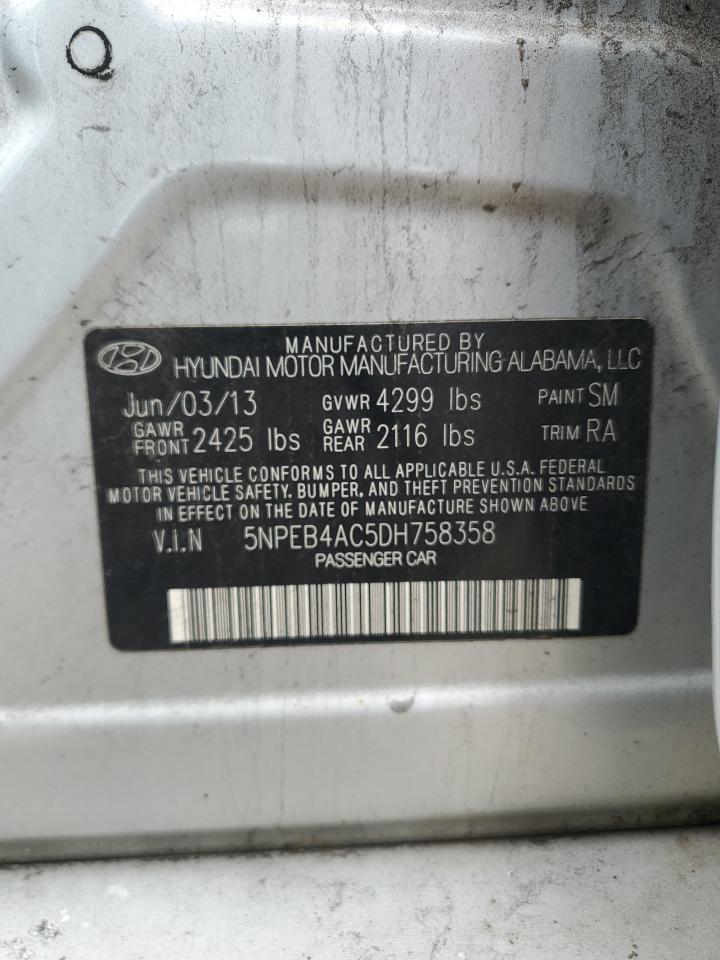 MANUFACTURED BY
HYUNDAI MOTOR MANUFACTURING ALABAMA, LLC
Jun/03/13 GVWR 4299 lbs PAINT SM
GAWR FRONT 2425 lbs GAWR REAR 2116 lbs TRIM RA
THIS VEHICLE CONFORMS TO ALL APPLICABLE U.S.A. FEDERAL
MOTOR VEHICLE SAFETY, BUMPER, AND THEFT PREVENTION STANDARDS
IN EFFECT ON THE DATE OF MANUFACTURE SHOWN ABOVE
V.I.N 5NPEB4AC5DH758358
PASSENGER CAR